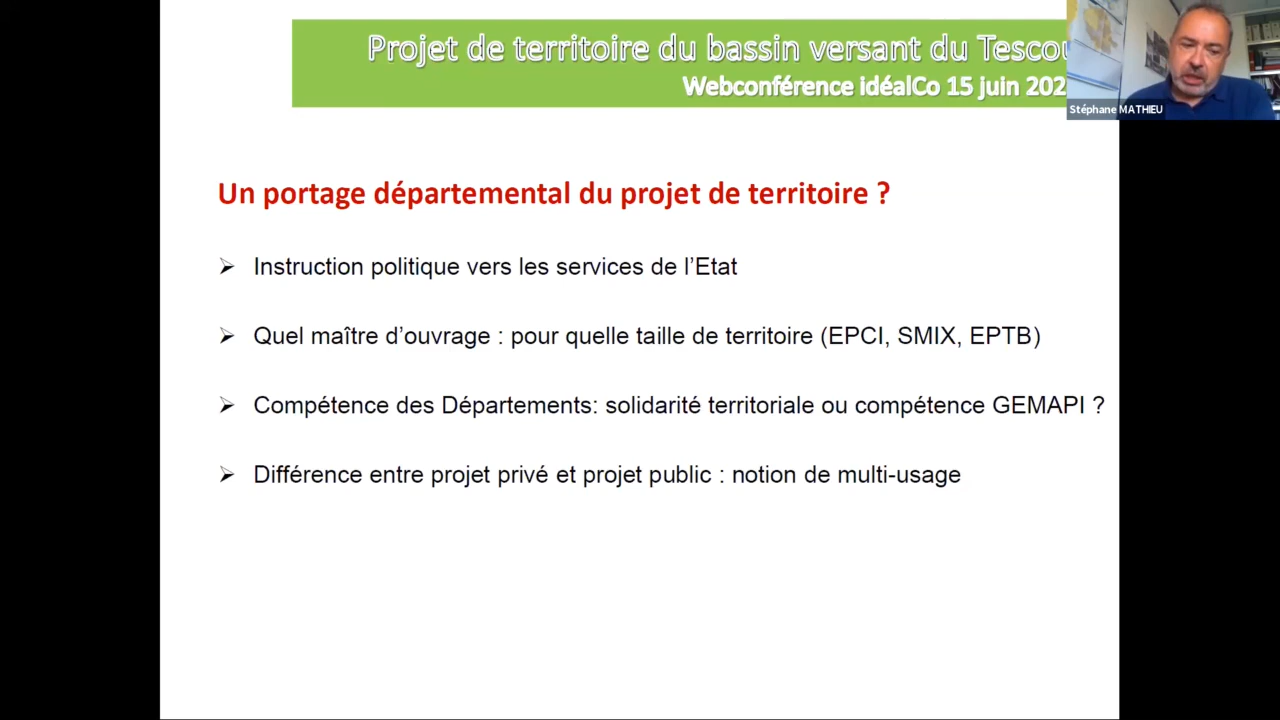 Projet de territoire du bassin versant du
Webconférence idéalCo 15 juin
Stéphane MATHIEU
Un portage départemental du projet de territoire ?
Instruction politique vers les services de l'Etat
Quel maître d'ouvrage : pour quelle taille de territoire (EPCI, SMIX, EPTB)
Compétence des Départements: solidarité territoriale ou compétence GEMAPI ?
Différence entre projet privé et projet public : notion de multi-usage